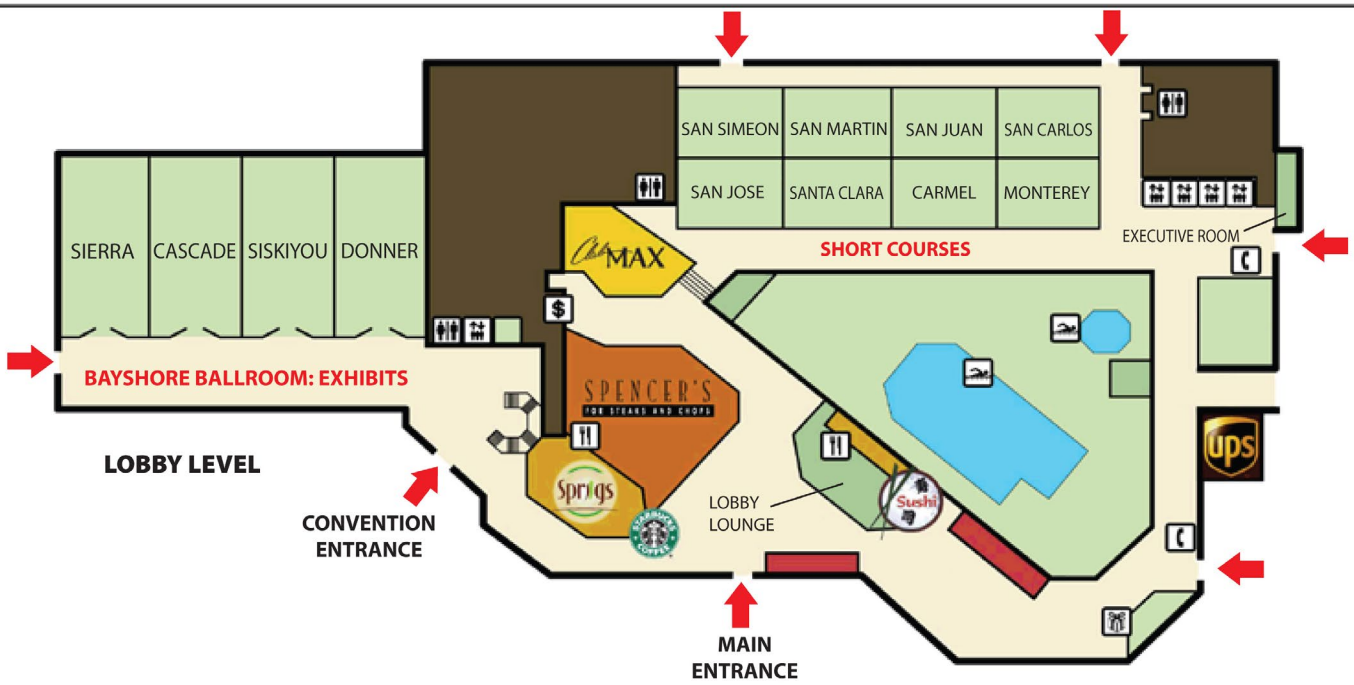 SAN SIMEON
SAN MARTIN
SAN JUAN
SAN CARLOS
SAN JOSE
SANTA CLARA
CARMEL
MONTEREY
SIERRA
CASCADE
SISKIYOU
DONNER
Club
MAX
SHORT COURSES
EXECUTIVE ROOM
$
BAYSHORE BALLROOM: EXHIBITS
SPENCER'S
FOR STEAKS AND CHOPS
LOBBY LEVEL
ups
Sprigs
LOBBY
LOUNGE
Sushi
STARBUCKS
COFFEE
CONVENTION
ENTRANCE
MAIN
ENTRANCE